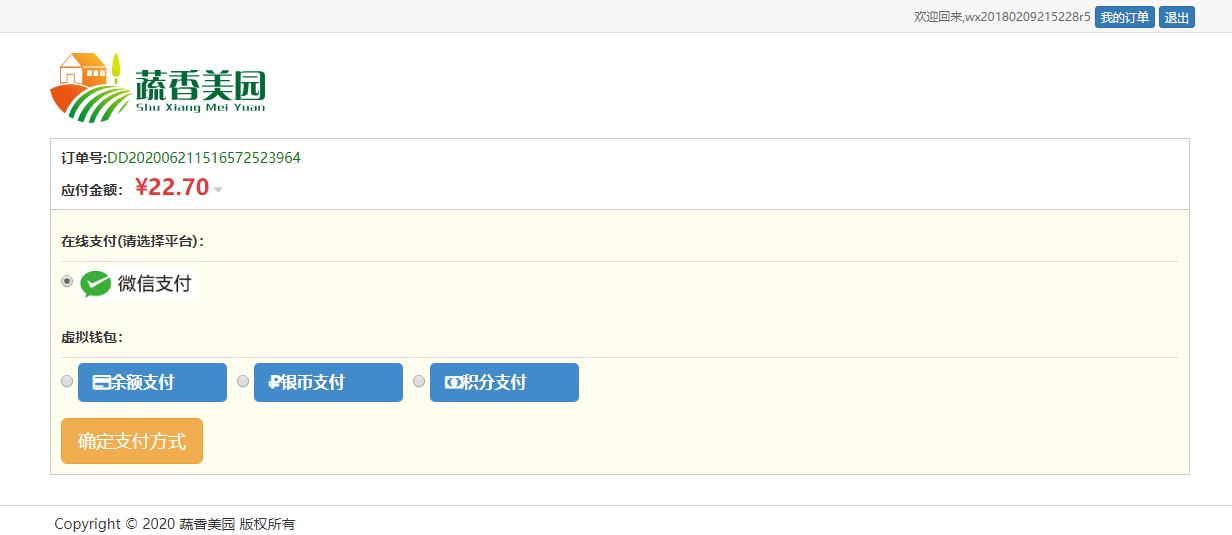 欢迎回来,wx20180209215228r5 我的订单 退出
蔬香美园
Shu Xiang Mei Yuan
订单号:DD202006211516572523964
应付金额： ¥22.70
在线支付(请选择平台)：
微信支付
虚拟钱包：
余额支付 银币支付 积分支付
确定支付方式
Copyright © 2020 蔬香美园 版权所有